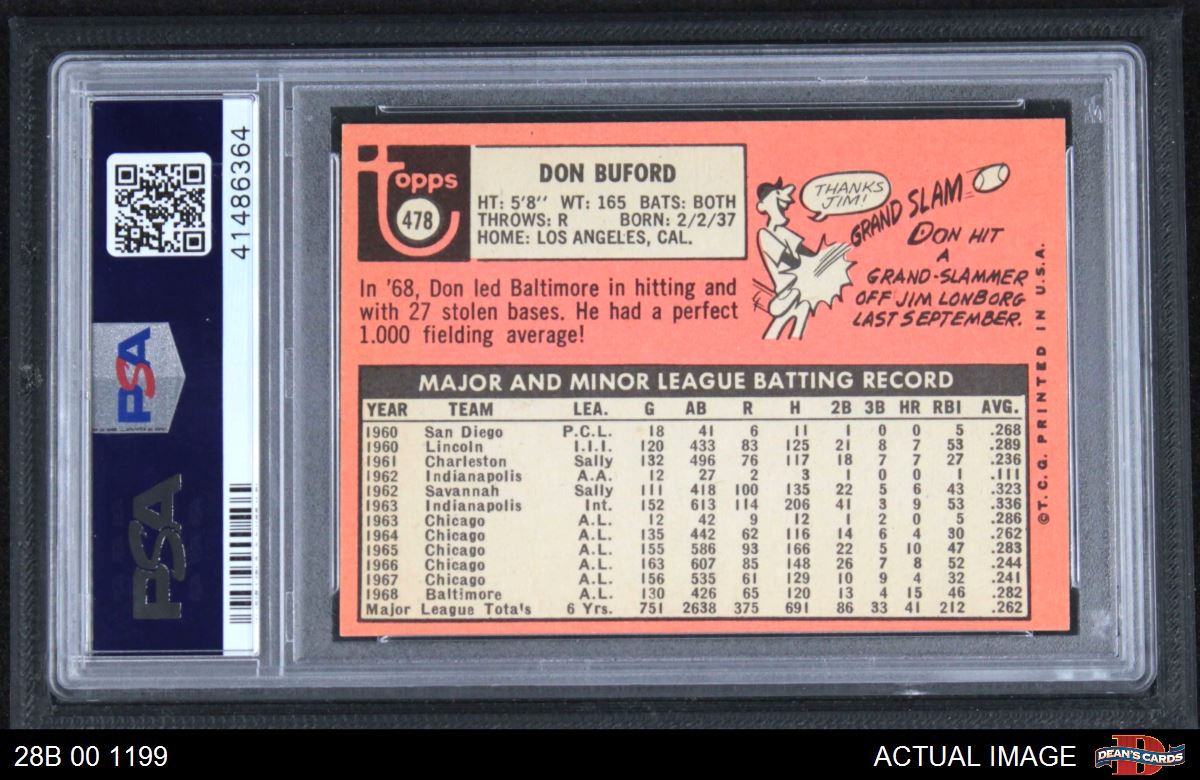 41486364
PSA
PSA
topps
478
DON BUFORD
HT: 5'8'' WT: 165 BATS: BOTH
THROWS: R BORN: 2/2/37
HOME: LOS ANGELES, CAL.
In '68, Don led Baltimore in hitting and
with 27 stolen bases. He had a perfect
1.000 fielding average!
THANKS
JIM!
GRAND SLAM
DON HIT
A
GRAND-SLAMMER
OFF JIM LONBORG
LAST SEPTEMBER.
MAJOR AND MINOR LEAGUE BATTING RECORD
YEAR TEAM LEA. G AB R H 2B 3B HR RBI AVG.
1960 San Diego P.C.L. 18 41 6 11 1 0 0 5 .268
1960 Lincoln I.I.I. 120 433 83 125 21 8 7 53 .289
1961 Charleston Sally 132 496 76 117 18 7 7 27 .236
1962 Indianapolis A.A. 12 27 2 3 1 0 0 1 .111
1962 Savannah Sally 111 418 100 135 22 5 6 43 .323
1963 Indianapolis Int. 152 613 114 206 41 3 9 53 .336
1963 Chicago A.L. 12 42 9 12 1 2 0 5 .286
1964 Chicago A.L. 135 442 62 116 14 6 4 30 .262
1965 Chicago A.L. 155 586 93 166 22 5 10 47 .283
1966 Chicago A.L. 163 607 85 148 26 7 8 52 .244
1967 Chicago A.L. 156 535 61 129 10 9 4 32 .241
1968 Baltimore A.L. 130 426 65 120 13 4 15 46 .282
Major League Totals 6 Yrs. 751 2638 375 691 86 33 41 212 .262
©T.C.G. PRINTED IN U.S.A.
28B 00 1199
ACTUAL IMAGE
DEAN'S CARDS